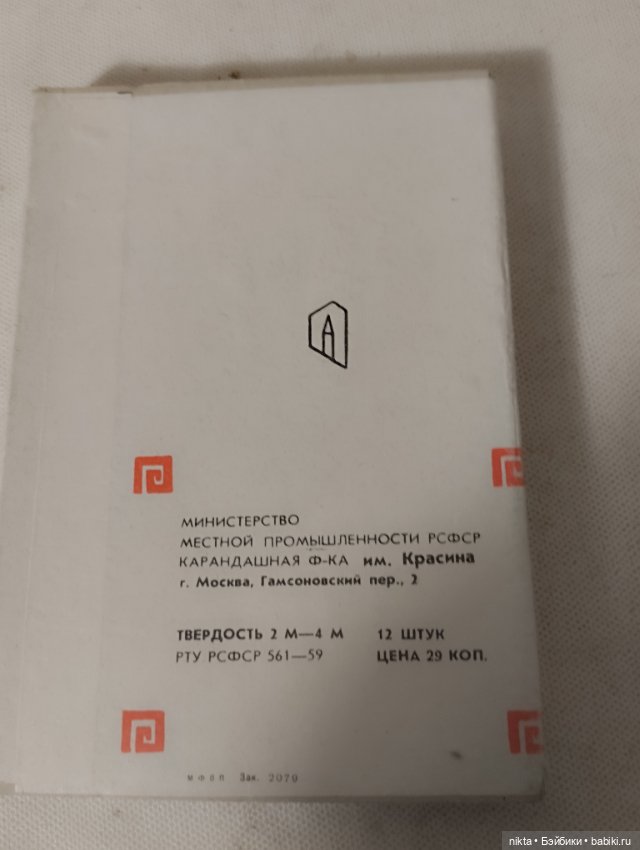 МИНИСТЕРСТВО
МЕСТНОЙ ПРОМЫШЛЕННОСТИ РСФСР
КАРАНДАШНАЯ Ф-КА им. Красина
г. Москва, Гамсоновский пер., 2
ТВЕРДОСТЬ 2 М—4 М 12 ШТУК
РТУ РСФСР 561—59 ЦЕНА 29 КОП.
Зак. 2079
nikta • Бэйбики • babiki.ru